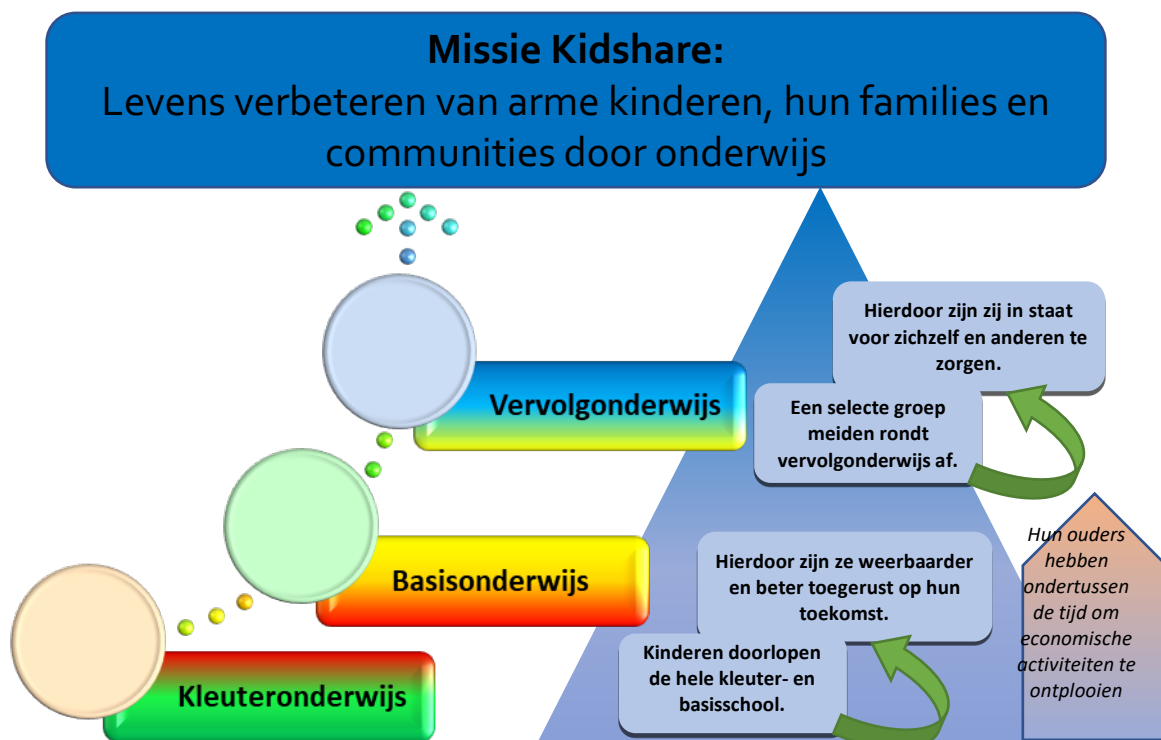 Missie Kidshare:
Levens verbeteren van arme kinderen, hun families en
communities door onderwijs
Hierdoor zijn zij in staat
voor zichzelf en anderen te
zorgen.
Vervolgonderwijs
Een selecte groep
meiden rondt
vervolgonderwijs af.
Hun ouders
hebben
ondertussen
de tijd om
economische
activiteiten te
ontplooien
Basisonderwijs
Hierdoor zijn ze weerbaarder
en beter toegerust op hun
toekomst.
Kinderen doorlopen
de hele kleuter- en
basisschool.
Kleuteronderwijs